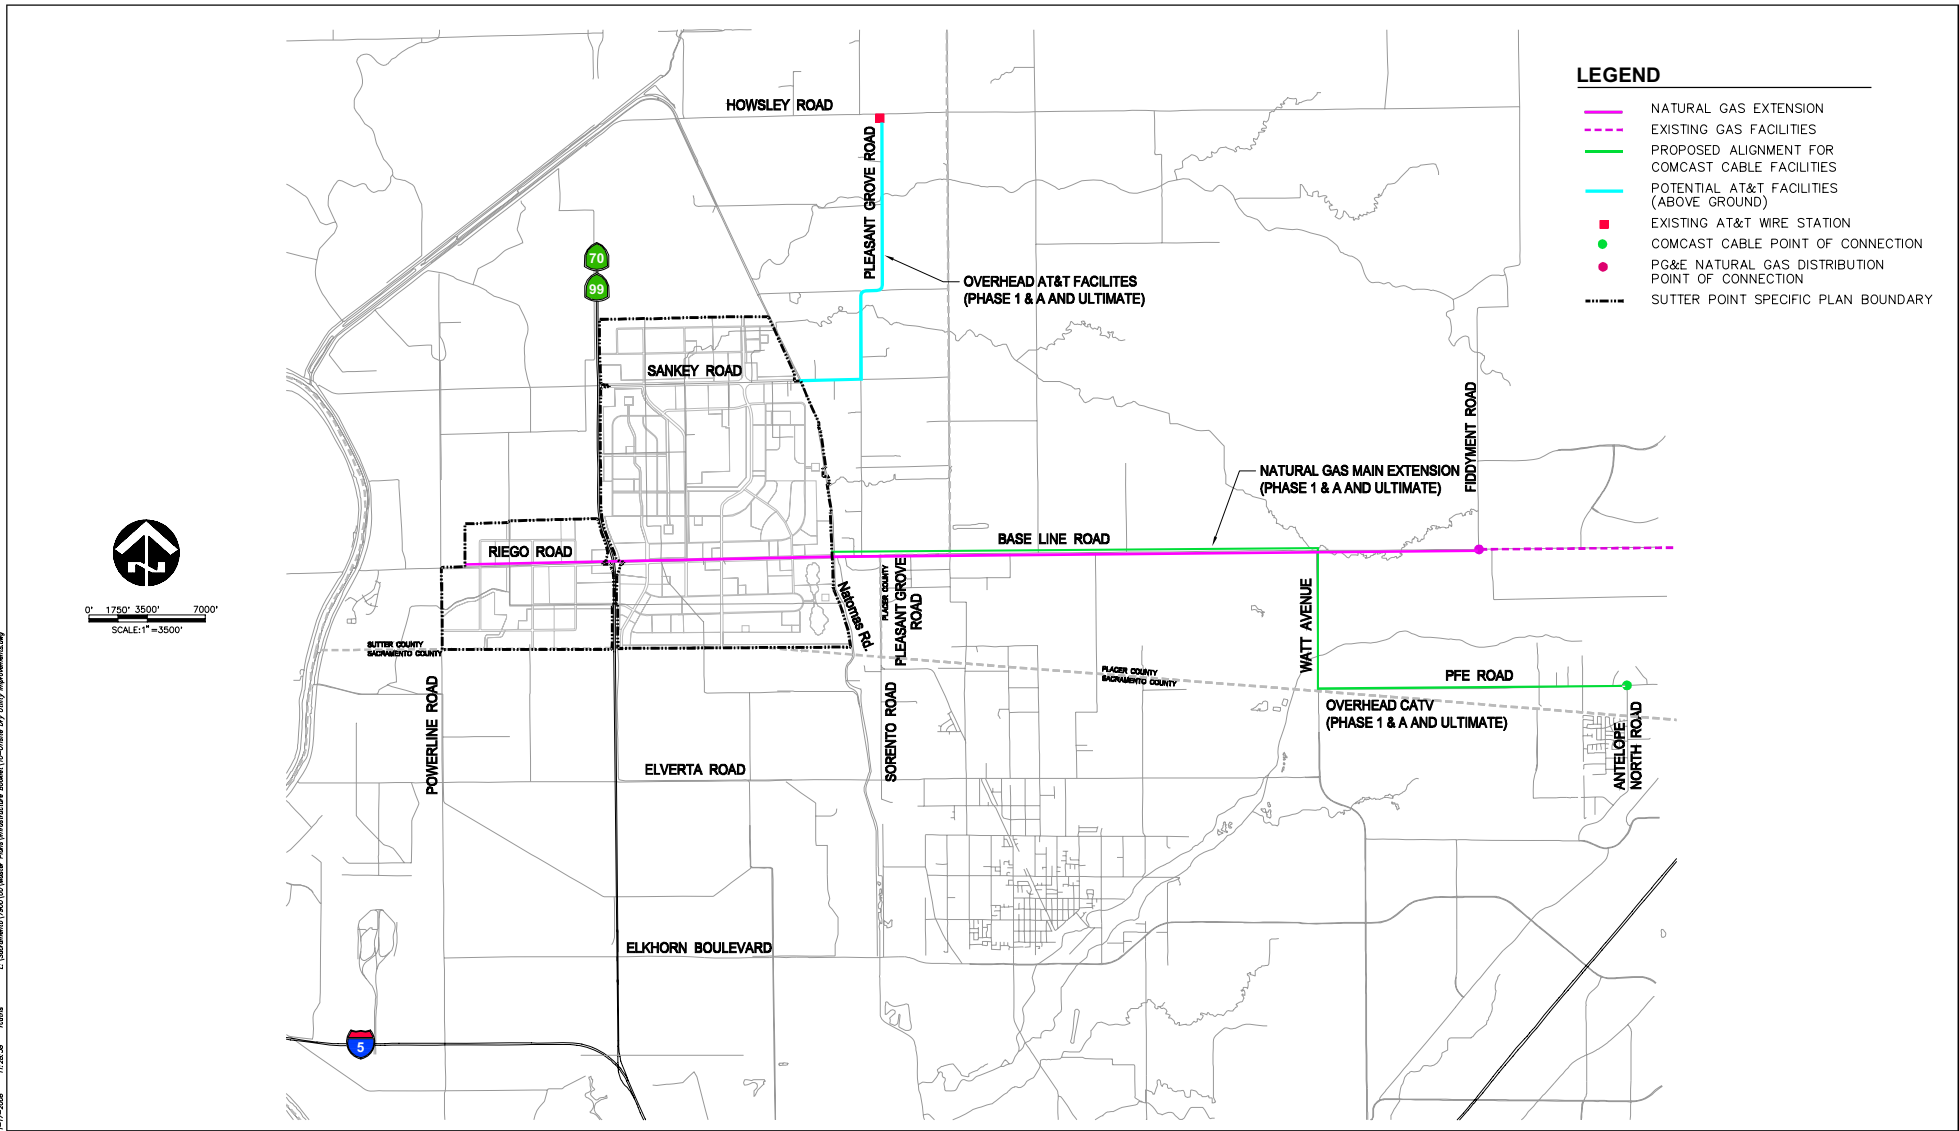 LEGEND
NATURAL GAS EXTENSION
EXISTING GAS FACILITIES
PROPOSED ALIGNMENT FOR
COMCAST CABLE FACILITIES
POTENTIAL AT&T FACILITIES
(ABOVE GROUND)
EXISTING AT&T WIRE STATION
COMCAST CABLE POINT OF CONNECTION
PG&E NATURAL GAS DISTRIBUTION
POINT OF CONNECTION
SUTTER POINT SPECIFIC PLAN BOUNDARY
HOWSLEY ROAD
PLEASANT GROVE ROAD
70
99
OVERHEAD AT&T FACILITES
(PHASE 1 & A AND ULTIMATE)
SANKEY ROAD
FIDDYMENT ROAD
NATURAL GAS MAIN EXTENSION
(PHASE 1 & A AND ULTIMATE)
BASE LINE ROAD
RIEGO ROAD
0' 1750' 3500' 7000'
SCALE:1"=3500'
Natomas Rd.
PLACER COUNTY
PLEASANT GROVE
ROAD
WATT AVENUE
SUTTER COUNTY
SACRAMENTO COUNTY
PLACER COUNTY
SACRAMENTO COUNTY
PFE ROAD
OVERHEAD CATV
(PHASE 1 & A AND ULTIMATE)
POWERLINE ROAD
SORENTO ROAD
ANTELOPE
NORTH ROAD
ELVERTA ROAD
ELKHORN BOULEVARD
5